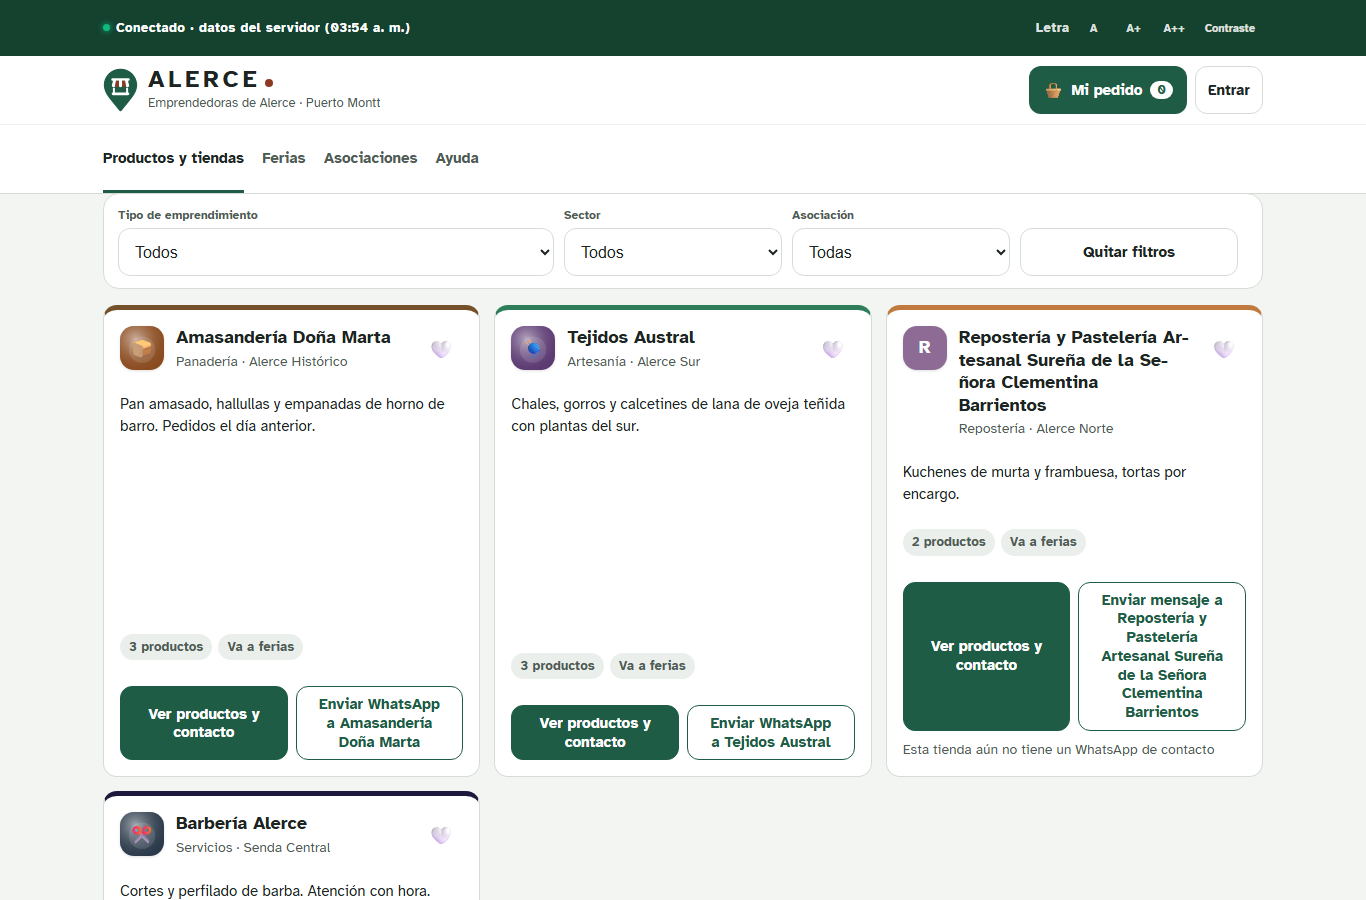 Conectado · datos del servidor (03:54 a. m.)
Letra A A+ A++ Contraste
ALERCE
Emprendedoras de Alerce · Puerto Montt
Mi pedido 0
Entrar
Productos y tiendas Ferias Asociaciones Ayuda
Tipo de emprendimiento
Todos
Sector
Todos
Asociación
Todas
Quitar filtros
Amasandería Doña Marta
Panadería · Alerce Histórico
Pan amasado, hallullas y empanadas de horno de
barro. Pedidos el día anterior.
3 productos Va a ferias
Ver productos y
contacto
Enviar WhatsApp
a Amasandería
Doña Marta
Tejidos Austral
Artesanía · Alerce Sur
Chales, gorros y calcetines de lana de oveja teñida
con plantas del sur.
3 productos Va a ferias
Ver productos y
contacto
Enviar WhatsApp
a Tejidos Austral
R
Repostería y Pastelería Ar-
tesanal Sureña de la Se-
ñora Clementina
Barrientos
Repostería · Alerce Norte
Kuchenes de murta y frambuesa, tortas por
encargo.
2 productos Va a ferias
Ver productos y
contacto
Enviar mensaje a
Repostería y
Pastelería
Artesanal Sureña
de la Señora
Clementina
Barrientos
Esta tienda aún no tiene un WhatsApp de contacto
Barbería Alerce
Servicios · Senda Central
Cortes y perfilado de barba. Atención con hora.